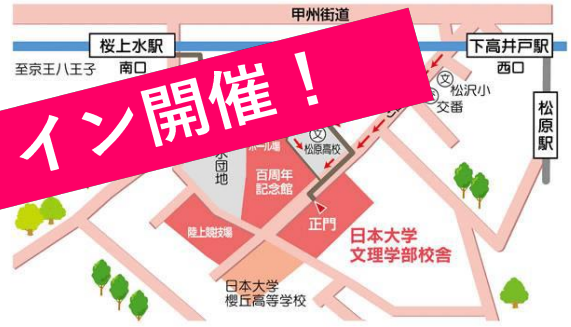 甲州街道
桜上水駅
南口
至京王八王子
下高井戸駅
西口
文
松沢小
文
交番
松原駅
イン開催！
文
松原高校
ール場
水団地
百周年
記念館
陸上競技場
正門
日本大学
文理学部校舎
日本大学
櫻丘高等学校